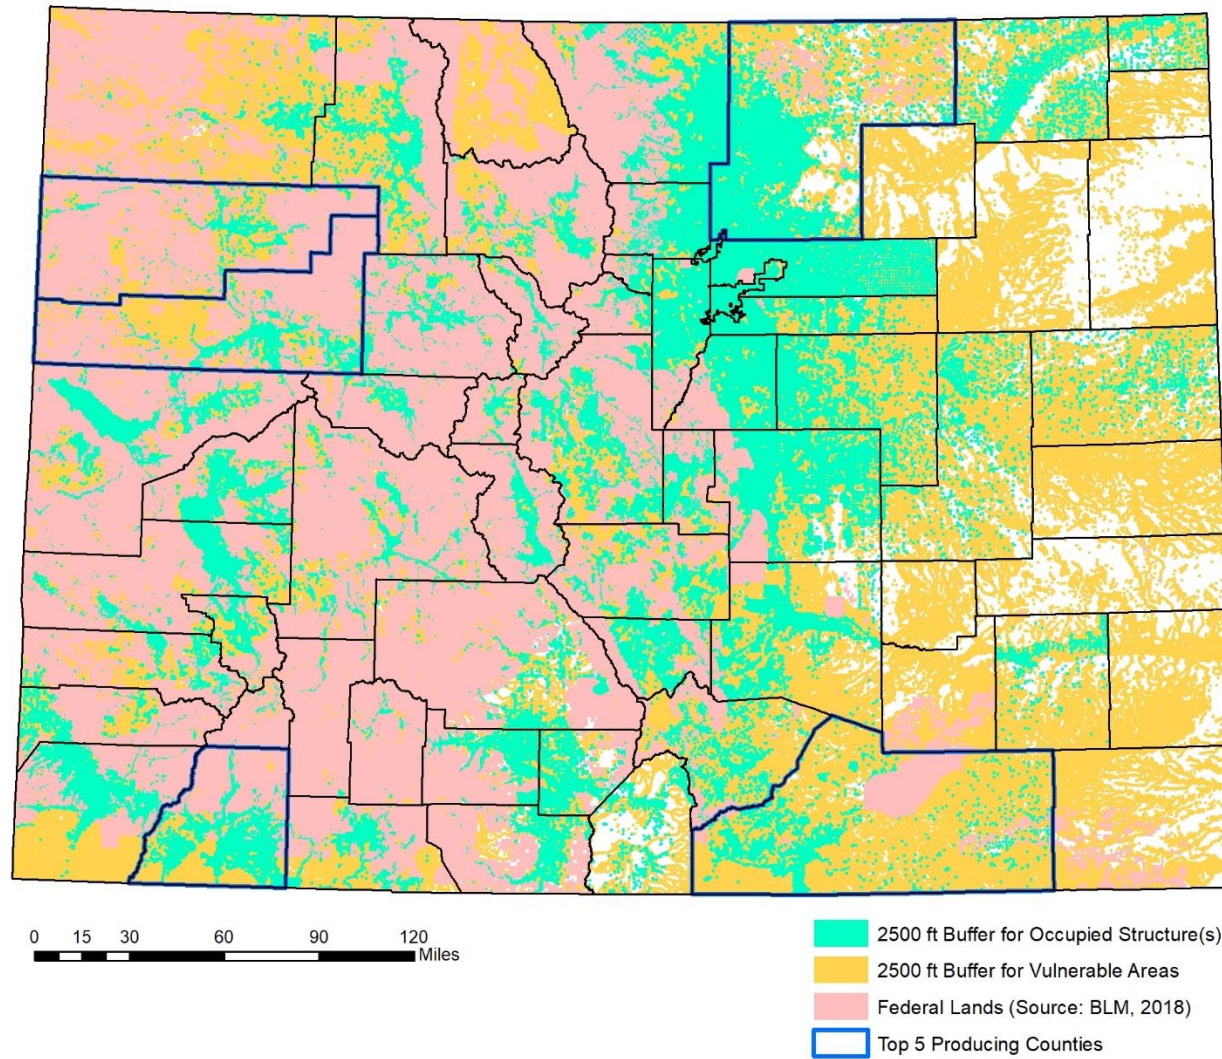 0 15 30 60 90 120
Miles
2500 ft Buffer for Occupied Structure(s)
2500 ft Buffer for Vulnerable Areas
Federal Lands (Source: BLM, 2018)
Top 5 Producing Counties